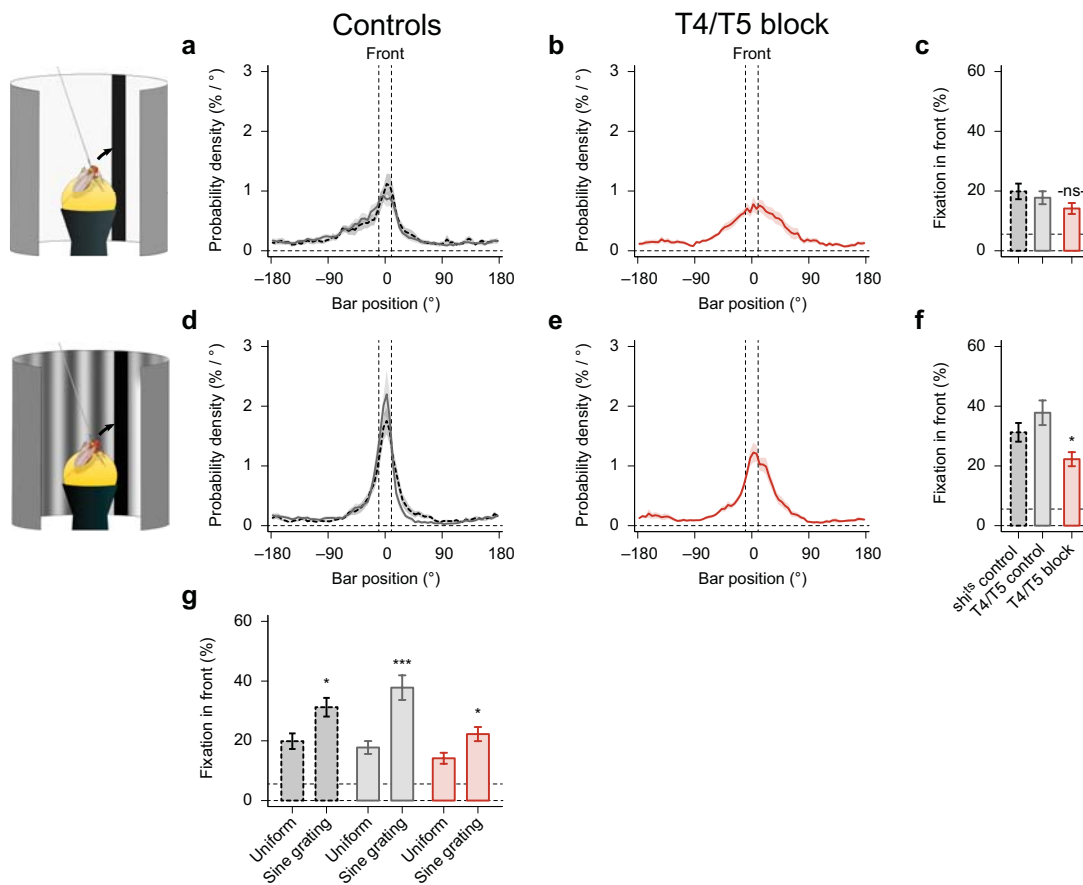 Controls
T4/T5 block
a
Front
Probability density (% / °)
3
2
1
0
–180
–90
0
90
180
Bar position (°)
b
Front
Probability density (% / °)
3
2
1
0
–180
–90
0
90
180
Bar position (°)
c
Fixation in front (%)
60
40
20
0
-ns-
d
Probability density (% / °)
3
2
1
0
–180
–90
0
90
180
Bar position (°)
e
Probability density (% / °)
3
2
1
0
–180
–90
0
90
180
Bar position (°)
f
Fixation in front (%)
60
40
20
0
*
shiᵗˢ control
T4/T5 control
T4/T5 block
g
Fixation in front (%)
60
40
20
0
*
***
*
Uniform
Sine grating
Uniform
Sine grating
Uniform
Sine grating